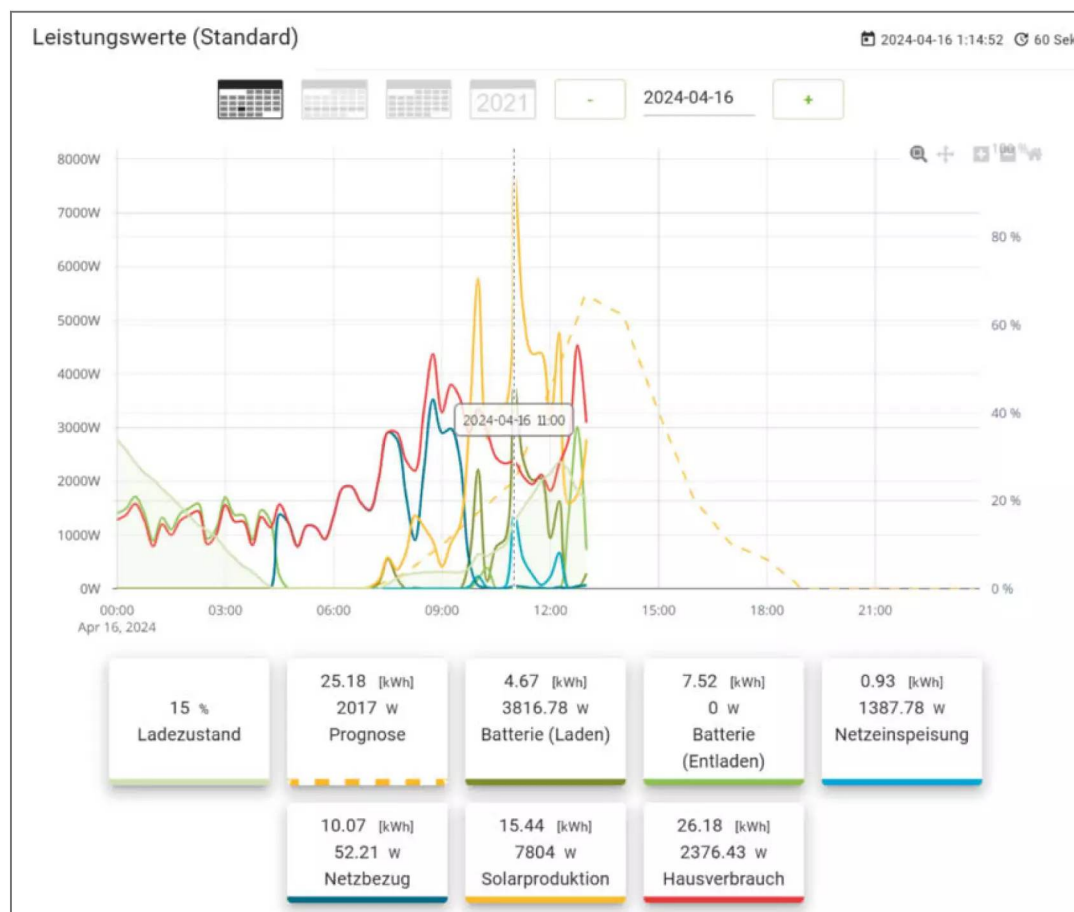 Leistungswerte (Standard)
2024-04-16 1:14:52 60 Sek
2021
-
2024-04-16
+
8000W
7000W
6000W
5000W
4000W
3000W
2000W
1000W
0W
100 %
80 %
60 %
40 %
20 %
0 %
2024-04-16 11:00
00:00 03:00 06:00 09:00 12:00 15:00 18:00 21:00
Apr 16, 2024
15 %
Ladezustand
25.18 [kWh]
2017 W
Prognose
4.67 [kWh]
3816.78 W
Batterie (Laden)
7.52 [kWh]
0 W
Batterie
(Entladen)
0.93 [kWh]
1387.78 W
Netzeinspeisung
10.07 [kWh]
52.21 W
Netzbezug
15.44 [kWh]
7804 W
Solarproduktion
26.18 [kWh]
2376.43 W
Hausverbrauch